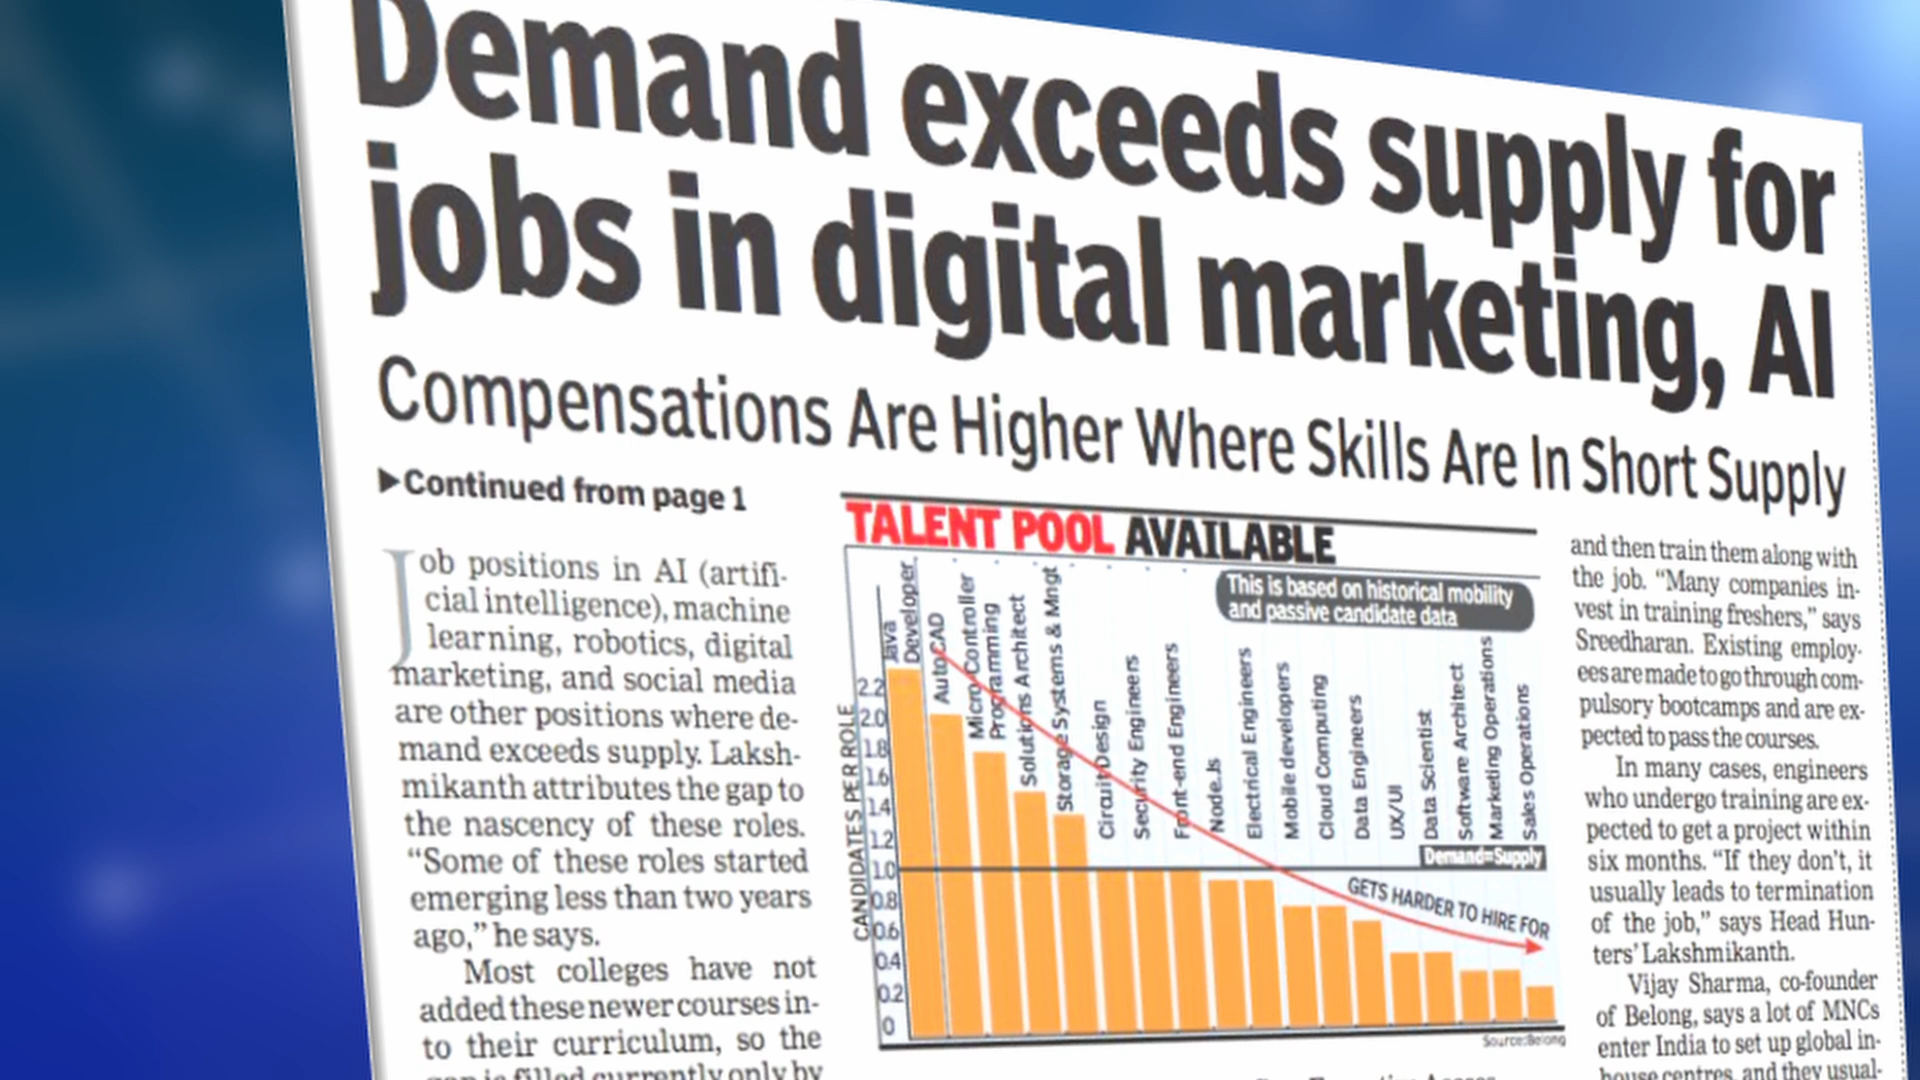 Demand exceeds supply for
jobs in digital marketing, AI
Compensations Are Higher Where Skills Are In Short Supply
▶Continued from page 1
Job positions in AI (artifi-
cial intelligence), machine
learning, robotics, digital
marketing, and social media
are other positions where de-
mand exceeds supply. Laksh-
mikanth attributes the gap to
the nascency of these roles.
“Some of these roles started
emerging less than two years
ago,” he says.
Most colleges have not
added these newer courses in-
to their curriculum, so the
gap is filled currently only by
TALENT POOL AVAILABLE
This is based on historical mobility
and passive candidate data
CANDIDATES PER ROLE
2.2
2.0
1.8
1.6
1.4
1.2
1.0
0.8
0.6
0.4
0.2
0
Java
Developer
AutoCAD
Micro Controller
Programming
Solutions Architect
Storage Systems & Mngt
Circuit Design
Security Engineers
Front-end Engineers
Node.Js
Electrical Engineers
Mobile developers
Cloud Computing
Data Engineers
UX/UI
Data Scientist
Software Architect
Marketing Operations
Sales Operations
Demand=Supply
GETS HARDER TO HIRE FOR
Source:Belong
and then train them along with
the job. “Many companies in-
vest in training freshers,” says
Sreedharan. Existing employ-
ees are made to go through com-
pulsory bootcamps and are ex-
pected to pass the courses.
In many cases, engineers
who undergo training are ex-
pected to get a project within
six months. “If they don’t, it
usually leads to termination
of the job,” says Head Hun-
ters’ Lakshmikanth.
Vijay Sharma, co-founder
of Belong, says a lot of MNCs
enter India to set up global in-
house centres, and they usual-